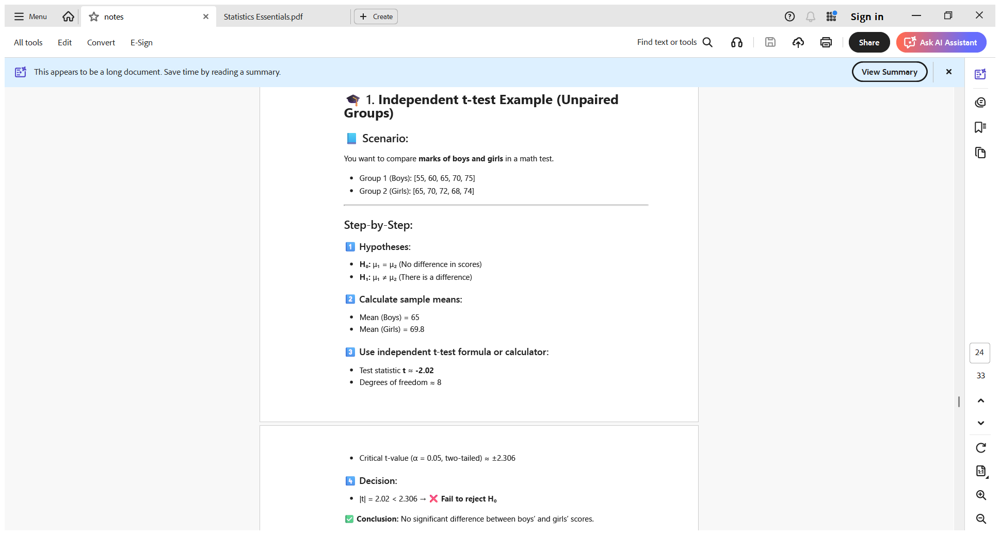 Menu
notes
Statistics Essentials.pdf
Create
Sign in
All tools
Edit
Convert
E-Sign
Find text or tools
Share
Ask AI Assistant
This appears to be a long document. Save time by reading a summary.
View Summary
🎓 1. Independent t-test Example (Unpaired
Groups)
📘 Scenario:
You want to compare marks of boys and girls in a math test.
• Group 1 (Boys): [55, 60, 65, 70, 75]
• Group 2 (Girls): [65, 70, 72, 68, 74]
Step-by-Step:
1️⃣ Hypotheses:
• H₀: μ₁ = μ₂ (No difference in scores)
• H₁: μ₁ ≠ μ₂ (There is a difference)
2️⃣ Calculate sample means:
• Mean (Boys) = 65
• Mean (Girls) = 69.8
3️⃣ Use independent t-test formula or calculator:
• Test statistic t ≈ -2.02
• Degrees of freedom ≈ 8
24
33
• Critical t-value (α = 0.05, two-tailed) ≈ ±2.306
4️⃣ Decision:
• |t| = 2.02 < 2.306 → ❌ Fail to reject H₀
✅ Conclusion: No significant difference between boys’ and girls’ scores.
1:1